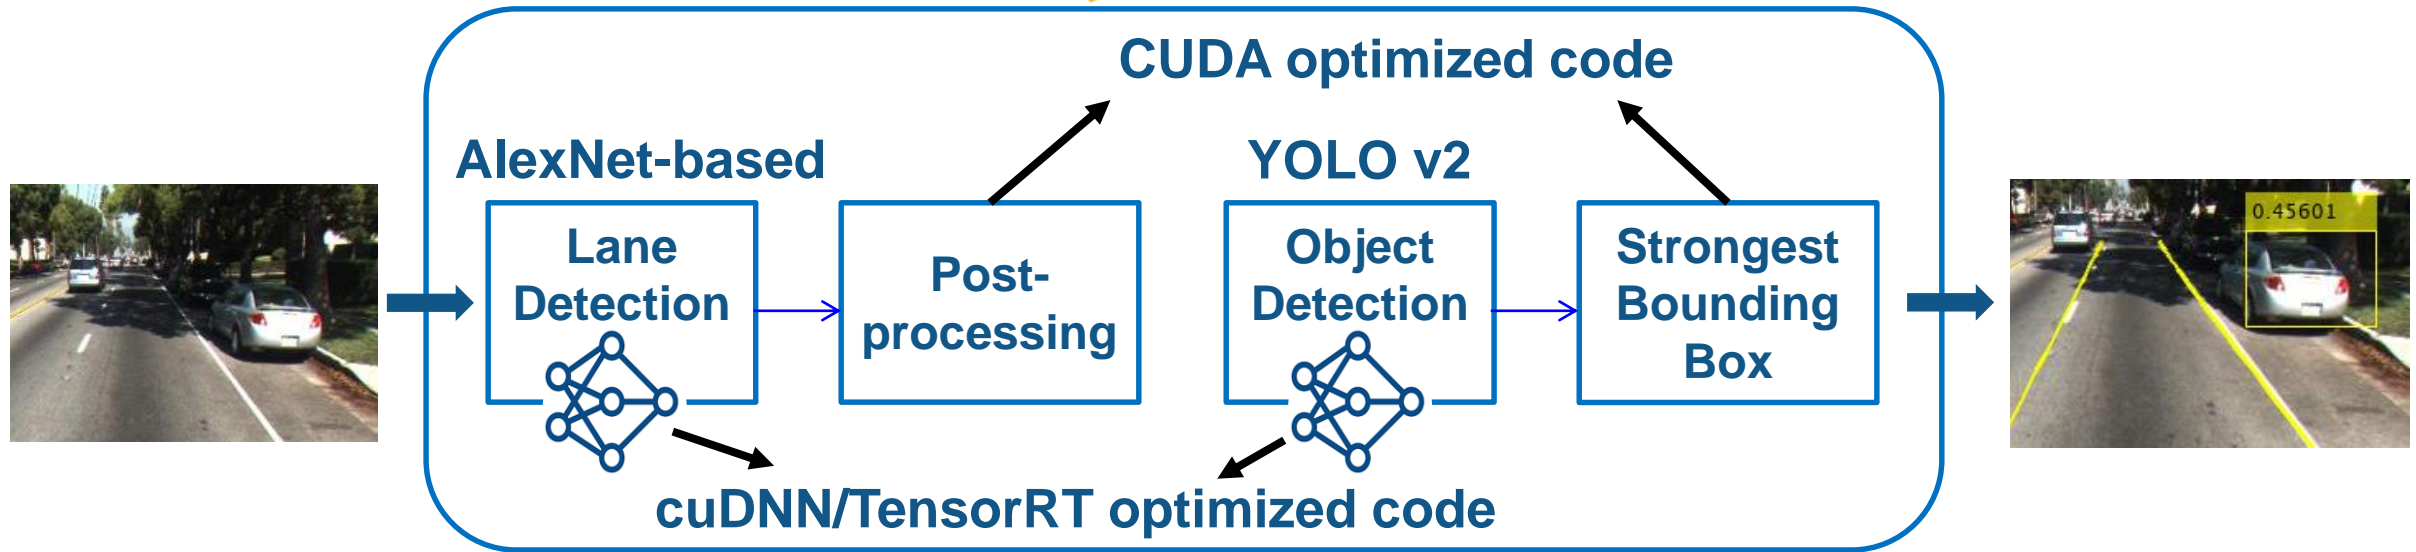 CUDA optimized code
AlexNet-based
YOLO v2
Lane
Detection
Post-
processing
Object
Detection
Strongest
Bounding
Box
0.45601
cuDNN/TensorRT optimized code